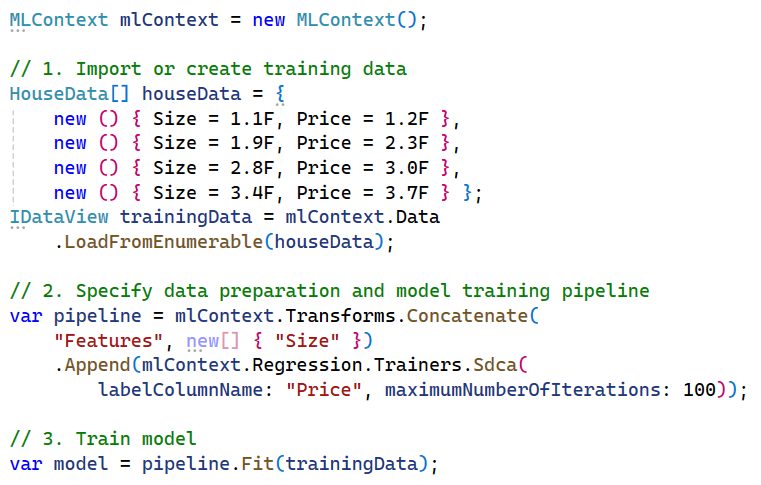 MLContext mlContext = new MLContext();
// 1. Import or create training data
HouseData[] houseData = {
new () { Size = 1.1F, Price = 1.2F },
new () { Size = 1.9F, Price = 2.3F },
new () { Size = 2.8F, Price = 3.0F },
new () { Size = 3.4F, Price = 3.7F } };
IDataView trainingData = mlContext.Data
.LoadFromEnumerable(houseData);
// 2. Specify data preparation and model training pipeline
var pipeline = mlContext.Transforms.Concatenate(
"Features", new[] { "Size" })
.Append(mlContext.Regression.Trainers.Sdca(
labelColumnName: "Price", maximumNumberOfIterations: 100));
// 3. Train model
var model = pipeline.Fit(trainingData);